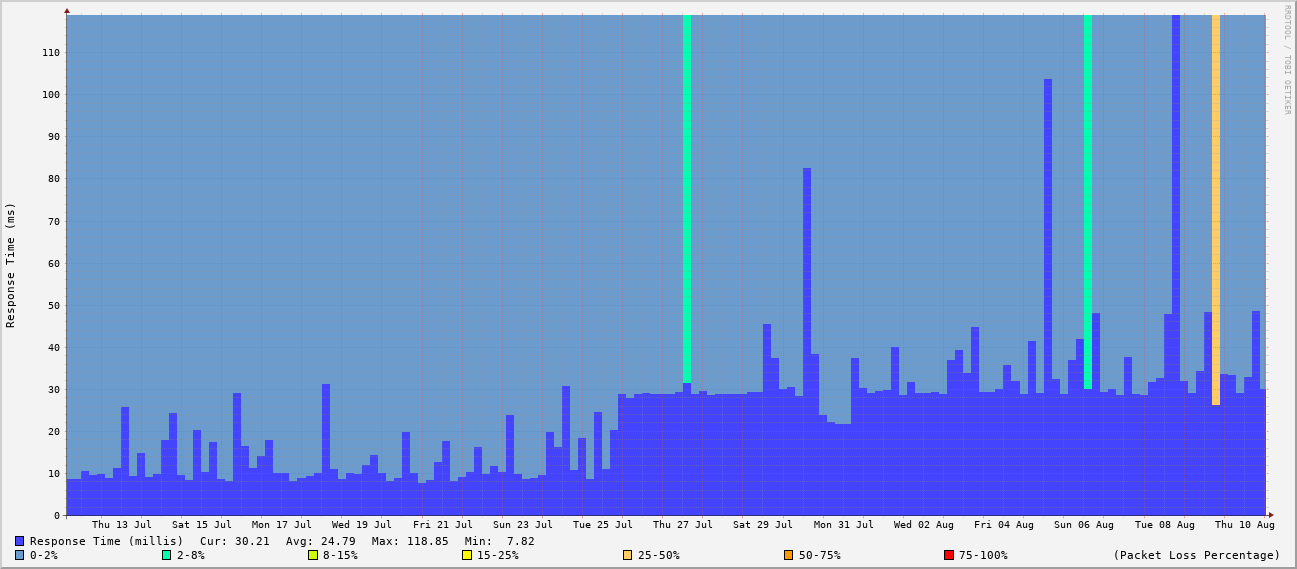 RRDTOOL / TOBI OETIKER
Response Time (ms)
110
100
90
80
70
60
50
40
30
20
10
0
Thu 13 Jul Sat 15 Jul Mon 17 Jul Wed 19 Jul Fri 21 Jul Sun 23 Jul Tue 25 Jul Thu 27 Jul Sat 29 Jul Mon 31 Jul Wed 02 Aug Fri 04 Aug Sun 06 Aug Tue 08 Aug Thu 10 Aug
Response Time (millis) Cur: 30.21 Avg: 24.79 Max: 118.85 Min: 7.82
0-2% 2-8% 8-15% 15-25% 25-50% 50-75% 75-100% (Packet Loss Percentage)